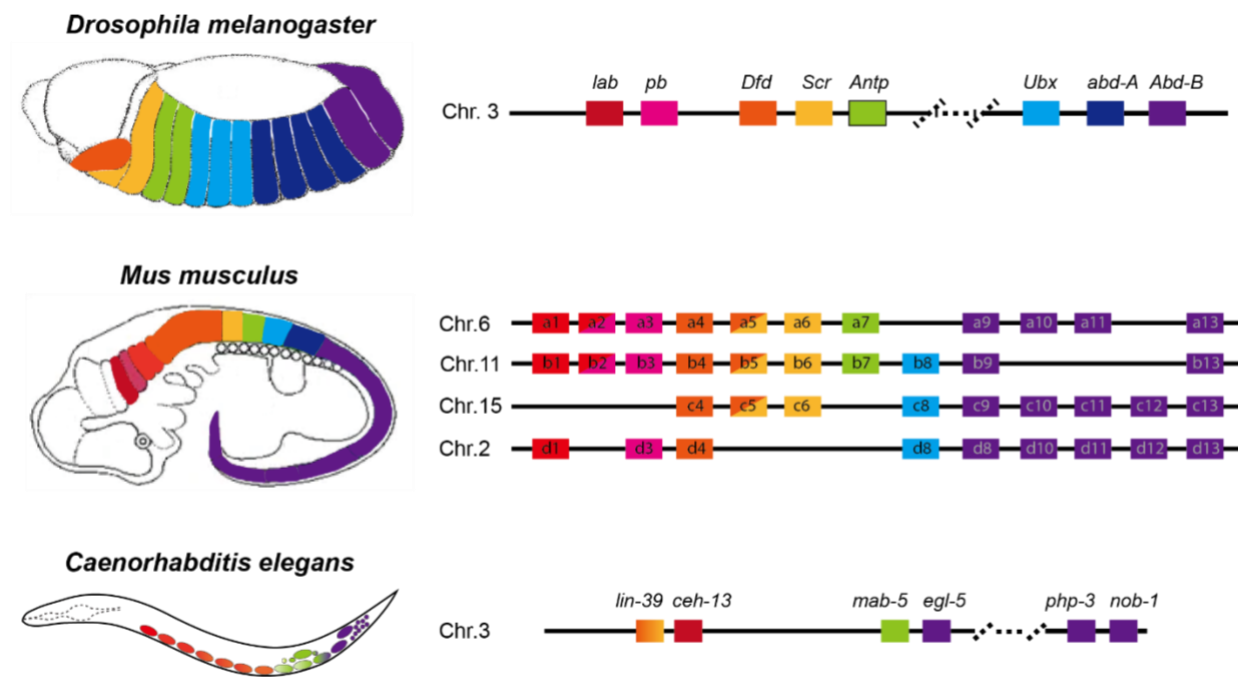 Drosophila melanogaster
lab pb Dfd Scr Antp Ubx abd-A Abd-B
Chr. 3
Mus musculus
Chr.6 a1 a2 a3 a4 a5 a6 a7 a9 a10 a11 a13
Chr.11 b1 b2 b3 b4 b5 b6 b7 b8 b9 b13
Chr.15 c4 c5 c6 c8 c9 c10 c11 c12 c13
Chr.2 d1 d3 d4 d8 d8 d10 d11 d12 d13
Caenorhabditis elegans
lin-39 ceh-13 mab-5 egl-5 php-3 nob-1
Chr.3